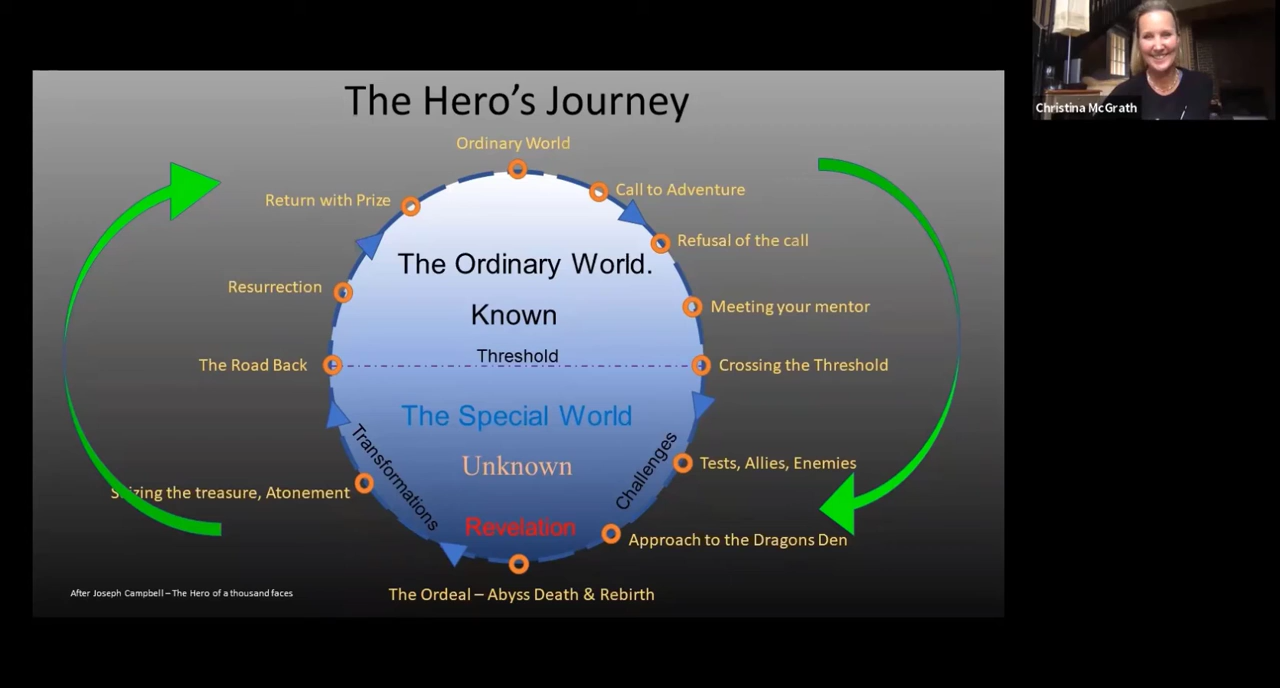 Christina McGrath
The Hero's Journey
Ordinary World
Call to Adventure
Refusal of the call
Meeting your mentor
Crossing the Threshold
Tests, Allies, Enemies
Approach to the Dragons Den
The Ordeal – Abyss Death & Rebirth
Seizing the treasure, Atonement
The Road Back
Resurrection
Return with Prize
The Ordinary World.
Known
Threshold
The Special World
Unknown
Revelation
Challenges
Transformations
After Joseph Campbell – The Hero of a thousand faces